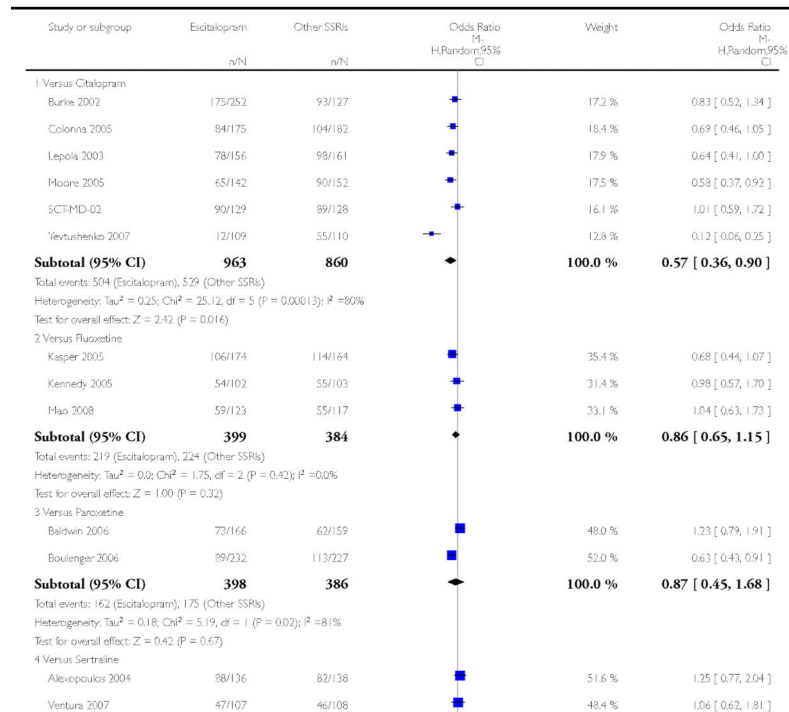 Study or subgroup Escitalopram Other SSRIs Odds Ratio Weight Odds Ratio
M- M-
H,Random,95% H,Random,95%
n/N n/N CI CI
1 Versus Citalopram
Burke 2002 175/252 93/127 17.2 % 0.83 [ 0.52, 1.34 ]
Colonna 2005 84/175 104/182 18.4 % 0.69 [ 0.46, 1.05 ]
Lepola 2003 78/156 98/161 17.9 % 0.64 [ 0.41, 1.00 ]
Moore 2005 65/142 90/152 17.5 % 0.58 [ 0.37, 0.92 ]
SCT-MD-02 90/129 89/128 16.1 % 1.01 [ 0.59, 1.72 ]
Yevtushenko 2007 12/109 55/110 12.8 % 0.12 [ 0.06, 0.25 ]
Subtotal (95% CI) 963 860 100.0 % 0.57 [ 0.36, 0.90 ]
Total events: 504 (Escitalopram), 529 (Other SSRIs)
Heterogeneity: Tau² = 0.25; Chi² = 25.12, df = 5 (P = 0.00013); I² =80%
Test for overall effect: Z = 2.42 (P = 0.016)
2 Versus Fluoxetine
Kasper 2005 106/174 114/164 35.4 % 0.68 [ 0.44, 1.07 ]
Kennedy 2005 54/102 55/103 31.4 % 0.98 [ 0.57, 1.70 ]
Mao 2008 59/123 55/117 33.1 % 1.04 [ 0.63, 1.73 ]
Subtotal (95% CI) 399 384 100.0 % 0.86 [ 0.65, 1.15 ]
Total events: 219 (Escitalopram), 224 (Other SSRIs)
Heterogeneity: Tau² = 0.0; Chi² = 1.75, df = 2 (P = 0.42); I² =0.0%
Test for overall effect: Z = 1.00 (P = 0.32)
3 Versus Paroxetine
Baldwin 2006 73/166 62/159 48.0 % 1.23 [ 0.79, 1.91 ]
Boulenger 2006 89/232 113/227 52.0 % 0.63 [ 0.43, 0.91 ]
Subtotal (95% CI) 398 386 100.0 % 0.87 [ 0.45, 1.68 ]
Total events: 162 (Escitalopram), 175 (Other SSRIs)
Heterogeneity: Tau² = 0.18; Chi² = 5.19, df = 1 (P = 0.02); I² =81%
Test for overall effect: Z = 0.42 (P = 0.67)
4 Versus Sertraline
Alexopoulos 2004 88/136 82/138 51.6 % 1.25 [ 0.77, 2.04 ]
Ventura 2007 47/107 46/108 48.4 % 1.06 [ 0.62, 1.81 ]